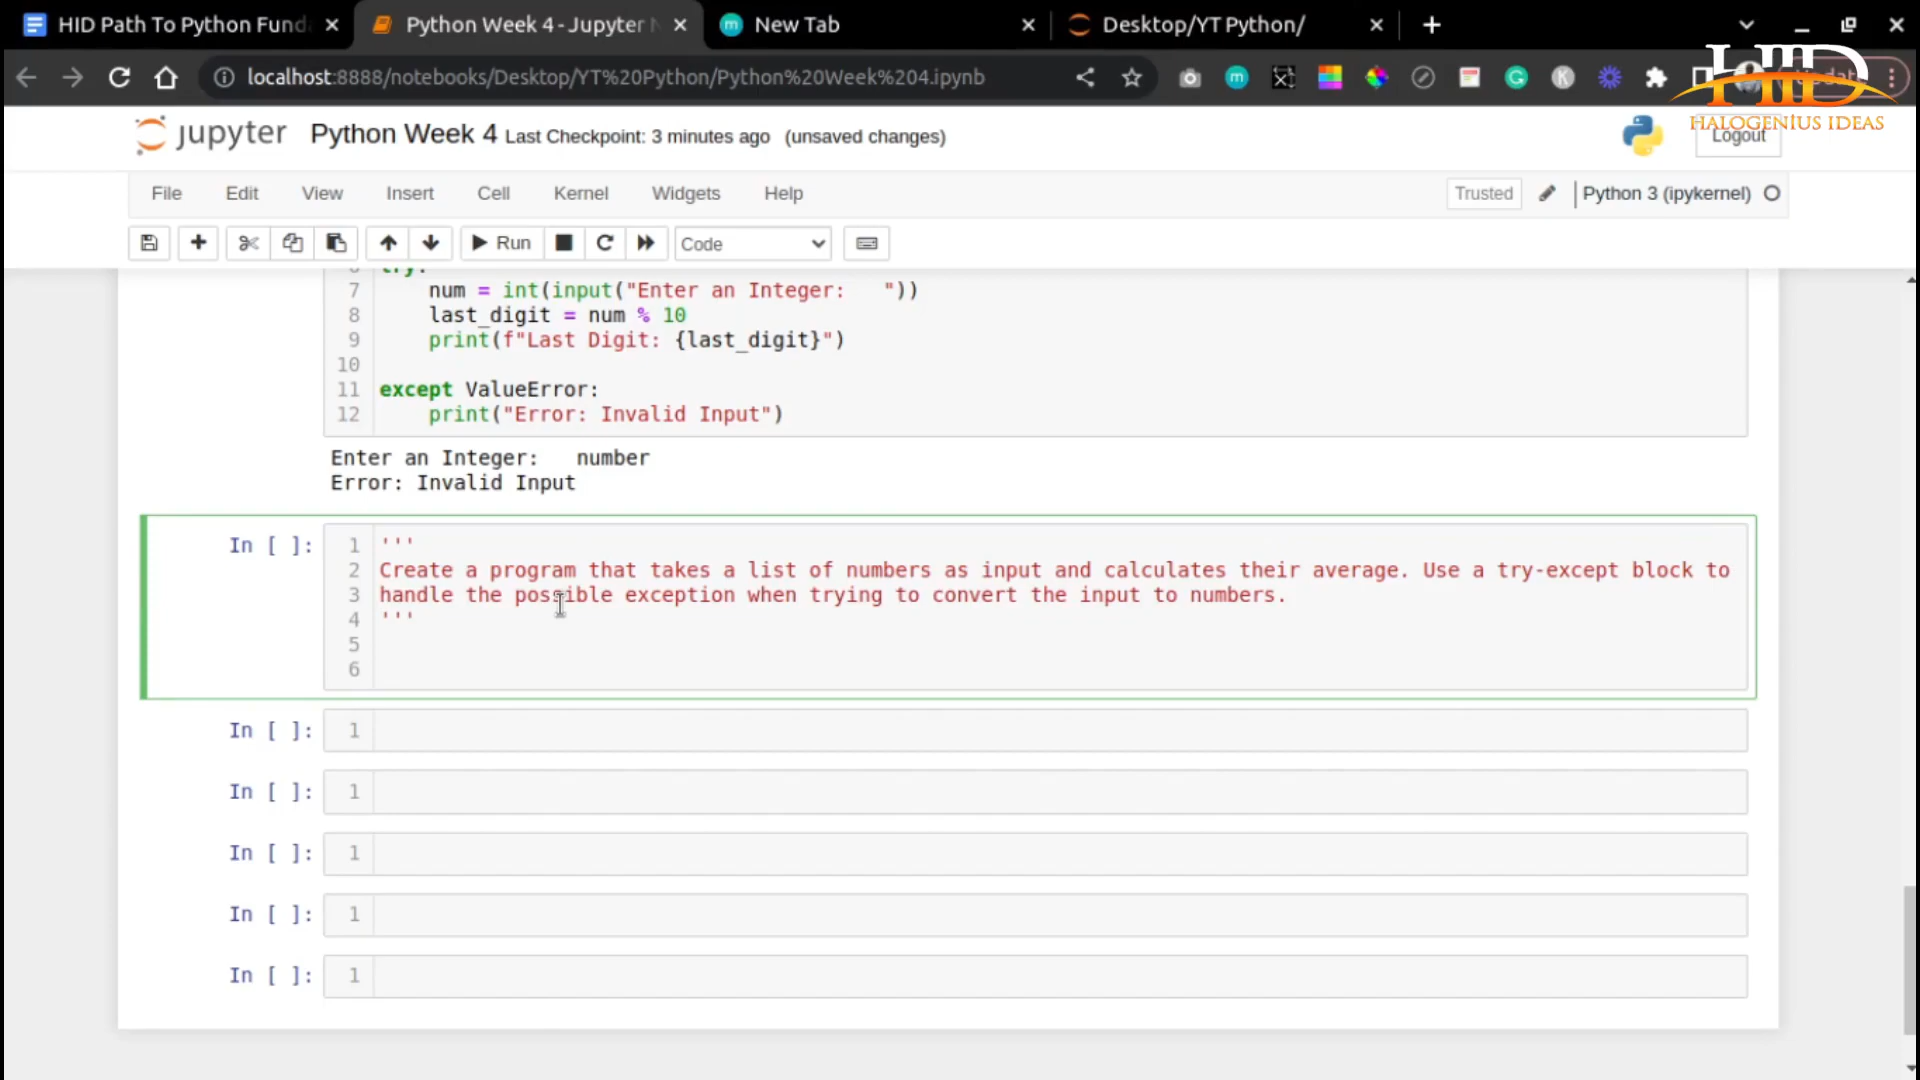 HID Path To Python Fund
Python Week 4 - Jupyter N
New Tab
Desktop/YT Python/
localhost:8888/notebooks/Desktop/YT%20Python/Python%20Week%204.ipynb
HID
HALOGENIUS IDEAS
jupyter Python Week 4 Last Checkpoint: 3 minutes ago (unsaved changes)
Logout
File Edit View Insert Cell Kernel Widgets Help
Trusted
Python 3 (ipykernel)
Run
Code
6 try:
7 num = int(input("Enter an Integer:   "))
8 last_digit = num % 10
9 print(f"Last Digit: {last_digit}")
10
11 except ValueError:
12 print("Error: Invalid Input")
Enter an Integer:   number
Error: Invalid Input
In [ ]:
1 '''
2 Create a program that takes a list of numbers as input and calculates their average. Use a try-except block to
3 handle the possible exception when trying to convert the input to numbers.
4 '''
5
6
In [ ]: 1
In [ ]: 1
In [ ]: 1
In [ ]: 1
In [ ]: 1